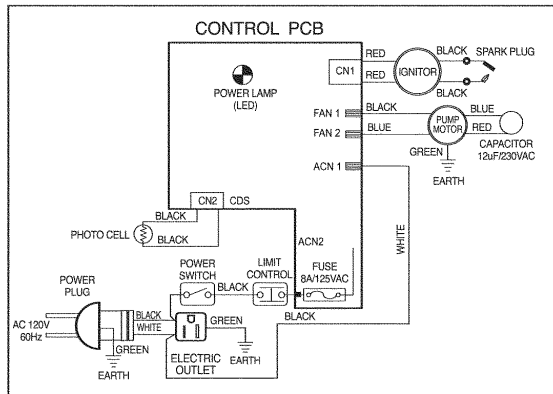 CONTROL PCB
RED
BLACK
SPARK PLUG
CN1
IGNITOR
RED
BLACK
POWER LAMP
(LED)
FAN 1
BLACK
BLUE
FAN 2
BLUE
PUMP
MOTOR
RED
GREEN
CAPACITOR
12uF/230VAC
ACN 1
EARTH
CN2
CDS
BLACK
PHOTO CELL
BLACK
WHITE
ACN2
POWER
SWITCH
BLACK
LIMIT
CONTROL
FUSE
8A/125VAC
POWER
PLUG
BLACK
BLACK
AC 120V
60Hz
WHITE
GREEN
GREEN
EARTH
ELECTRIC
OUTLET
EARTH